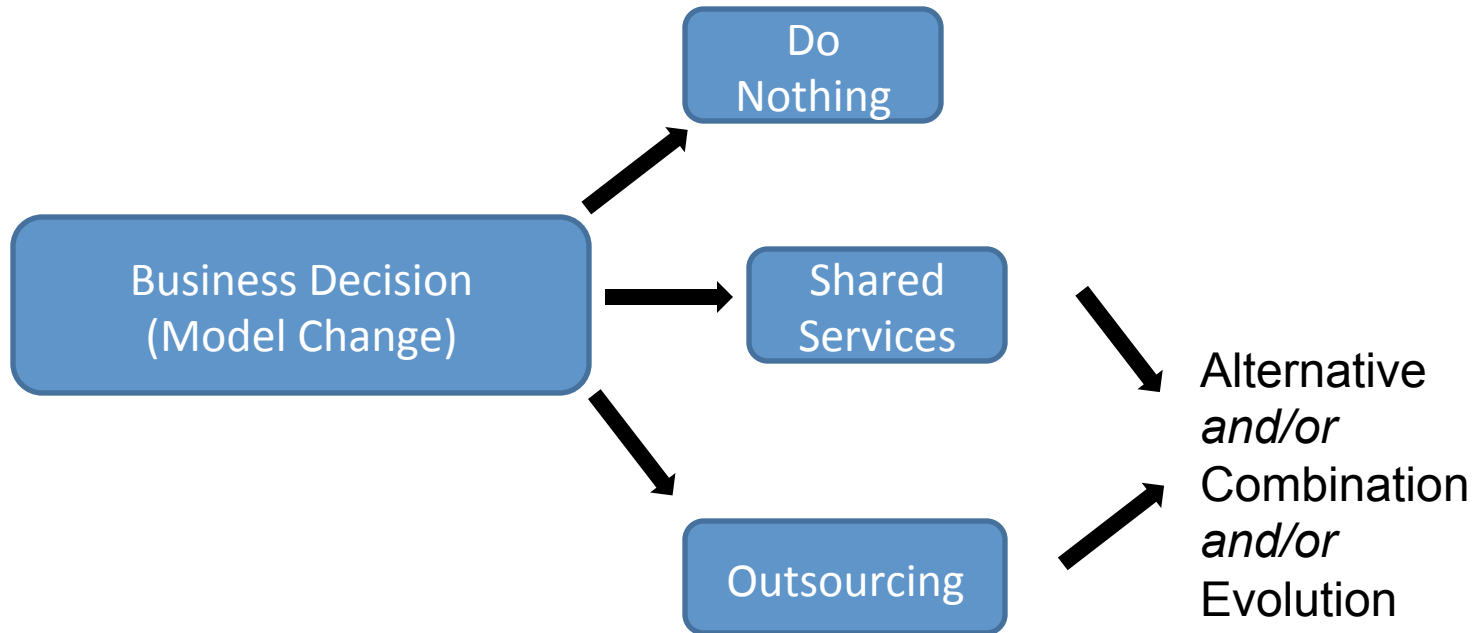 Do
Nothing
Business Decision
(Model Change)
Shared
Services
Outsourcing
Alternative
and/or
Combination
and/or
Evolution